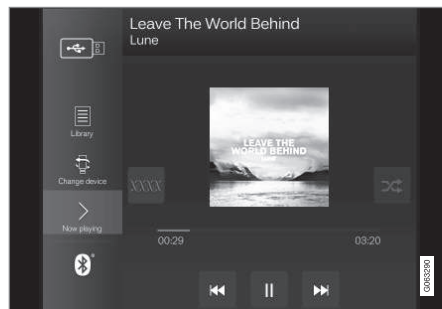 Leave The World Behind
Lune
Library
Change device
Now playing
LEAVE THE
WORLD BEHIND
LUNE
XXXX
00:29
03:20
G063290